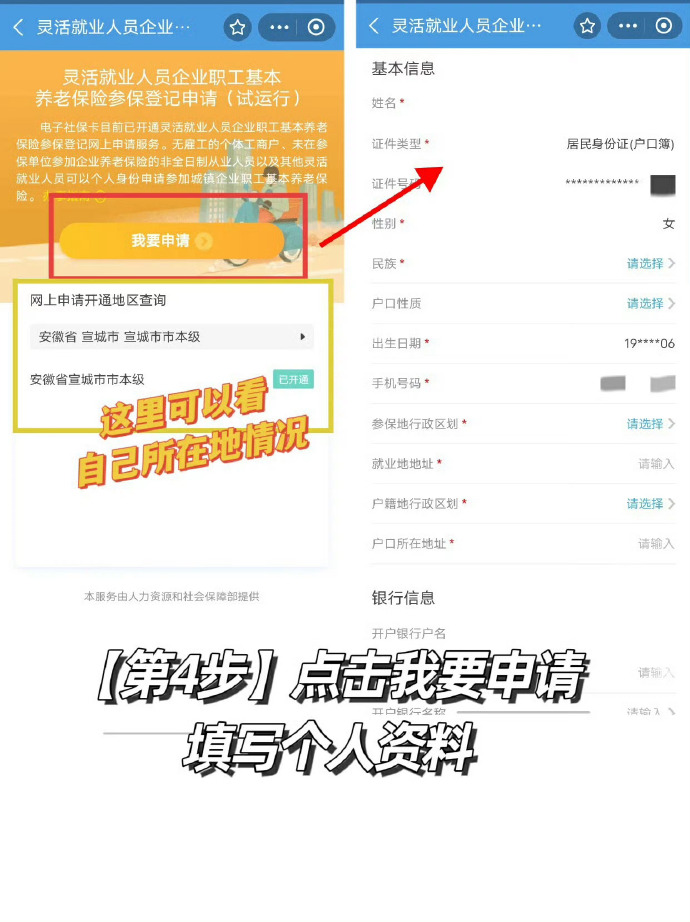 灵活就业人员企业···
灵活就业人员企业职工基本
养老保险参保登记申请（试运行）
电子社保卡目前已开通灵活就业人员企业职工基本养老
保险参保登记网上申请服务。无雇工的个体工商户、未在参
保单位参加企业养老保险的非全日制从业人员以及其他灵活
就业人员可以个人身份申请参加城镇企业职工基本养老保
险。
我要申请
网上申请开通地区查询
安徽省 宣城市 宣城市市本级
安徽省宣城市市本级
已开通
这里可以看
自己所在地情况
本服务由人力资源和社会保障部提供
灵活就业人员企业···
基本信息
姓名*
证件类型* 居民身份证(户口簿)
证件号码* *************
性别* 女
民族* 请选择
户口性质 请选择
出生日期* 19****06
手机号码*
参保地行政区划* 请选择
就业地地址* 请输入
户籍地行政区划* 请选择
户口所在地址* 请输入
银行信息
开户银行户名
请输入
开户银行名称 请输入
【第4步】点击我要申请
填写个人资料